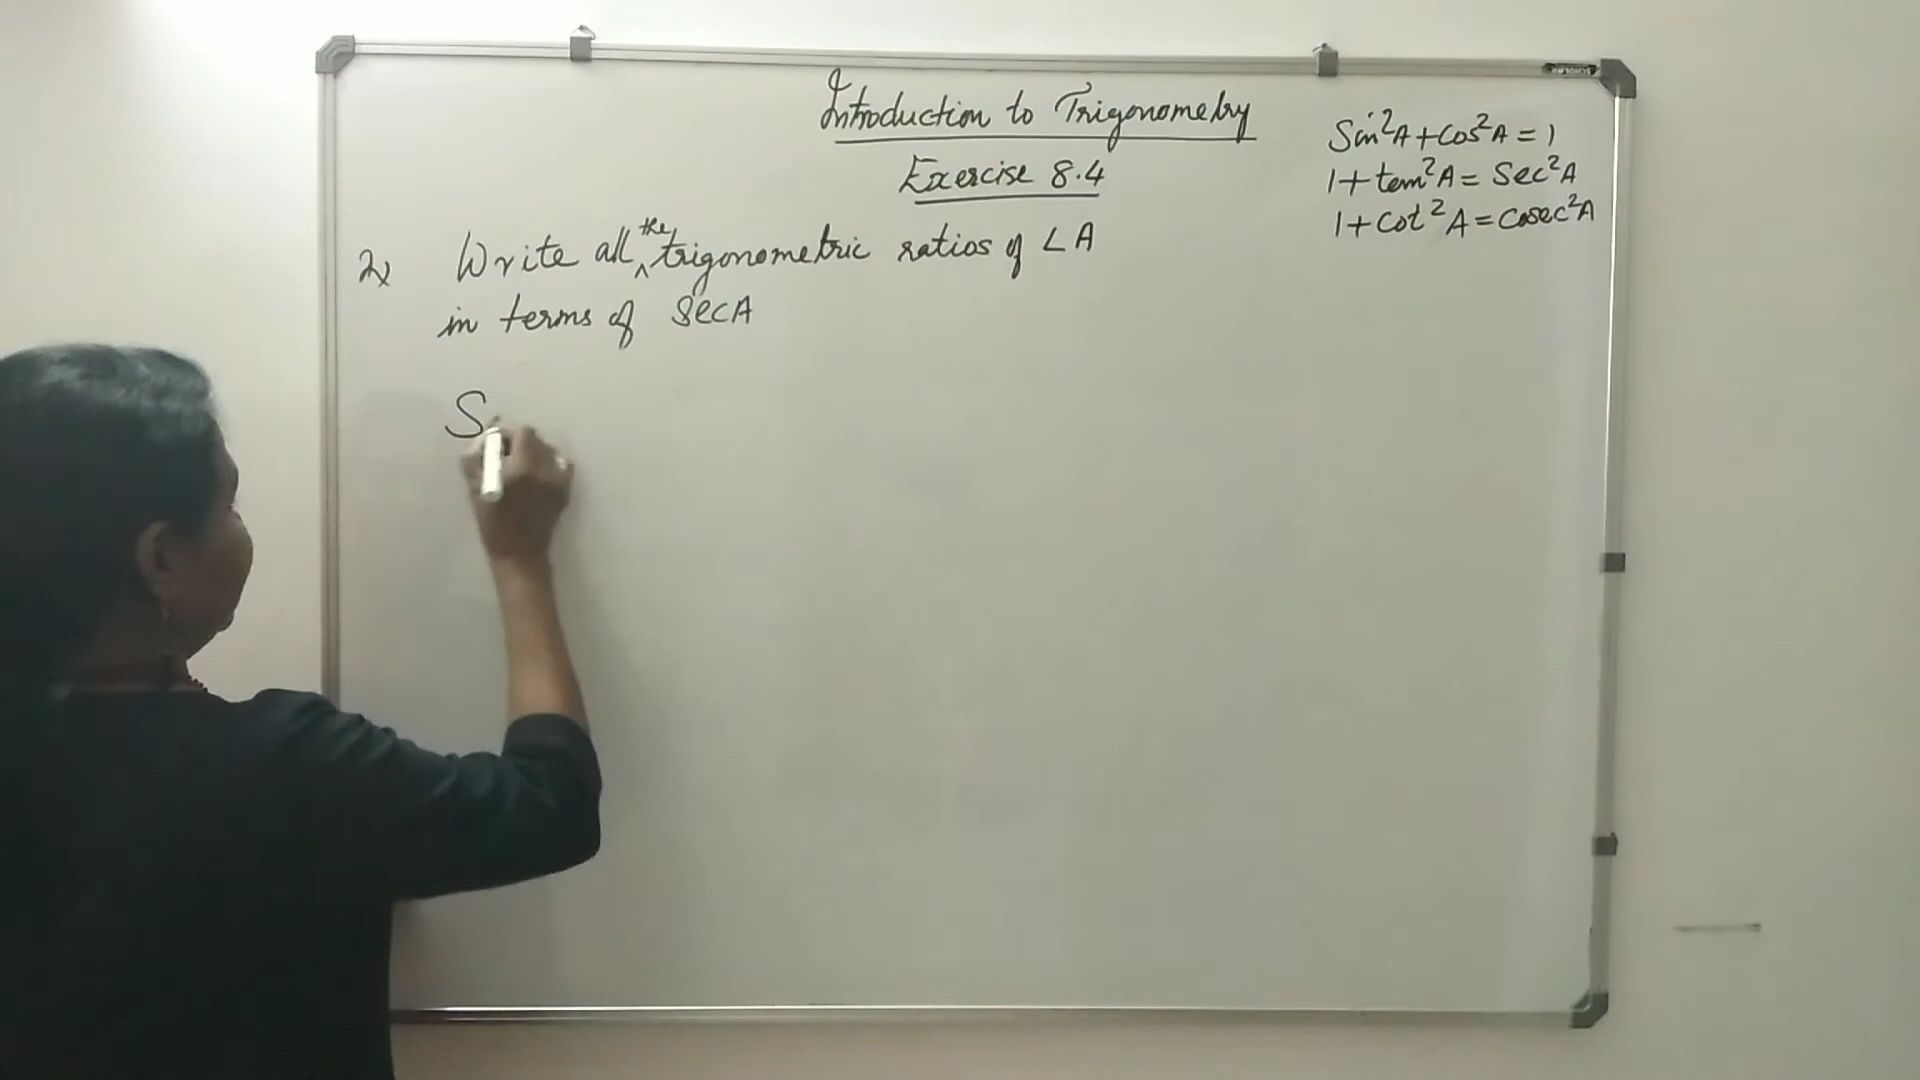 Introduction to Trigonometry
Exercise 8.4
Sin²A + Cos²A = 1
1 + tan²A = Sec²A
1 + Cot²A = Cosec²A
2) Write all the trigonometric ratios of ∠A
in terms of SecA
S